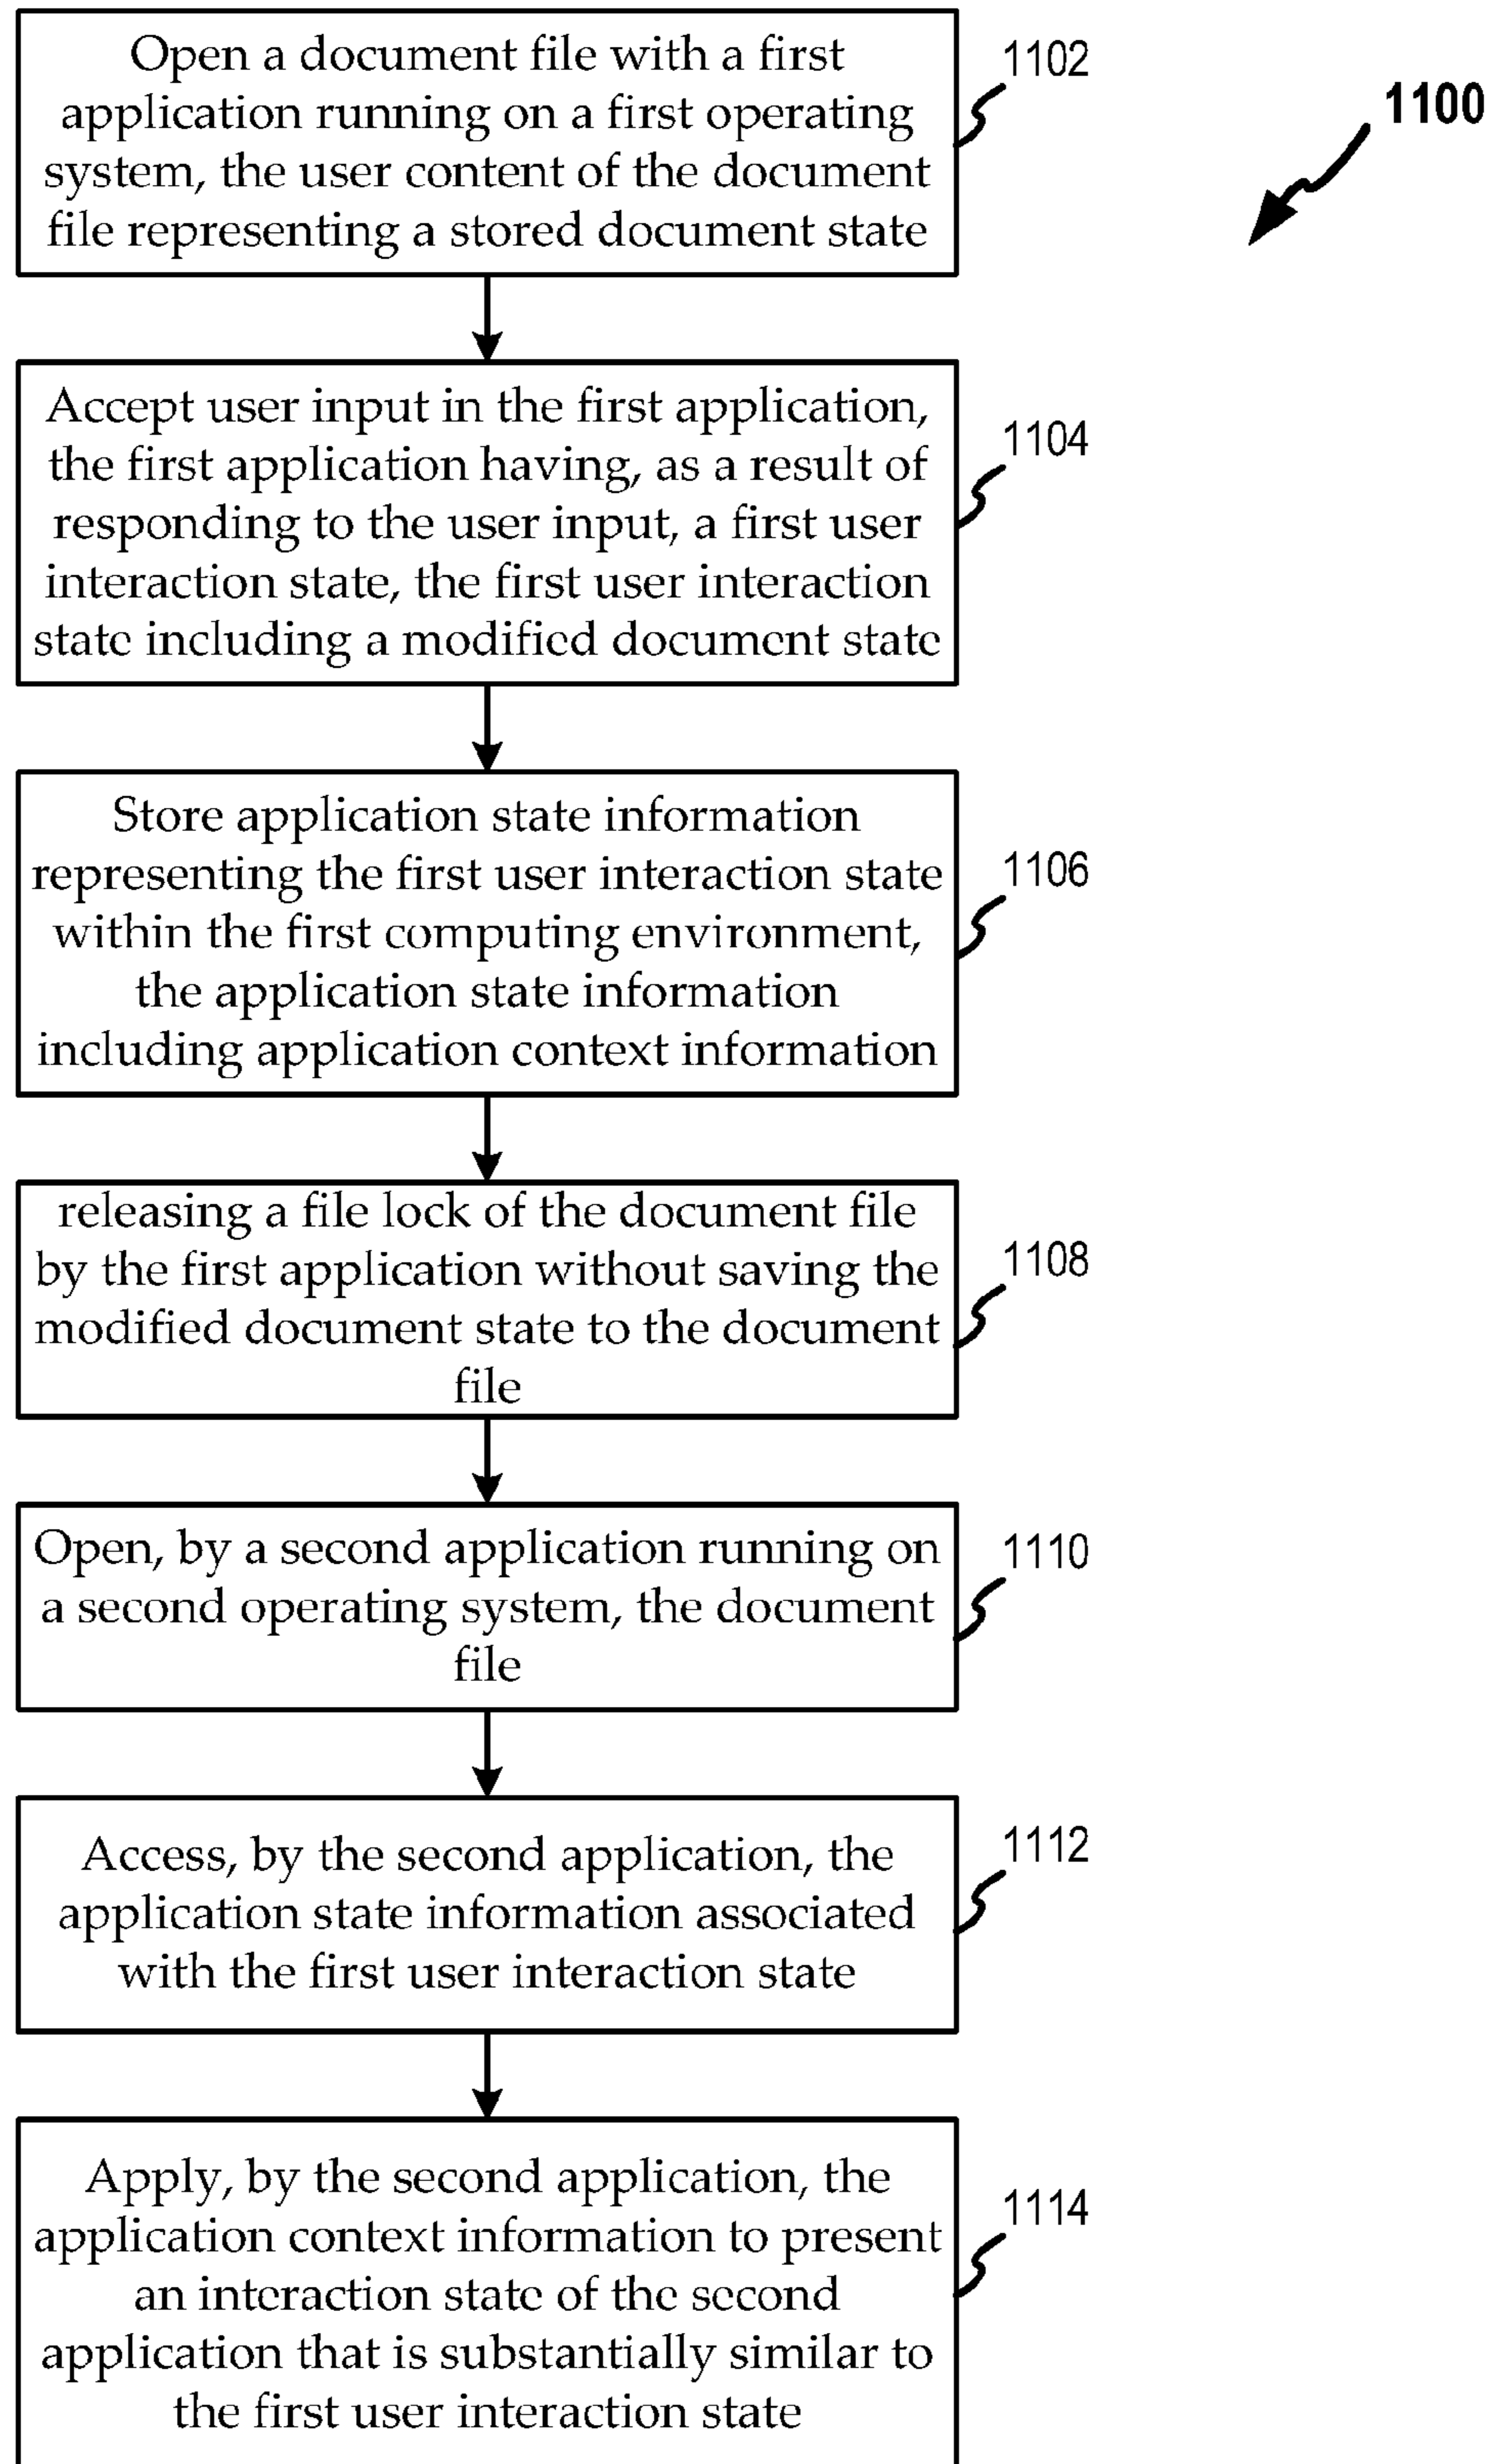 Open a document file with a first
application running on a first operating
system, the user content of the document
file representing a stored document state
1102
1100
Accept user input in the first application,
the first application having, as a result of
responding to the user input, a first user
interaction state, the first user interaction
state including a modified document state
1104
Store application state information
representing the first user interaction state
within the first computing environment,
the application state information
including application context information
1106
releasing a file lock of the document file
by the first application without saving the
modified document state to the document
file
1108
Open, by a second application running on
a second operating system, the document
file
1110
Access, by the second application, the
application state information associated
with the first user interaction state
1112
Apply, by the second application, the
application context information to present
an interaction state of the second
application that is substantially similar to
the first user interaction state
1114